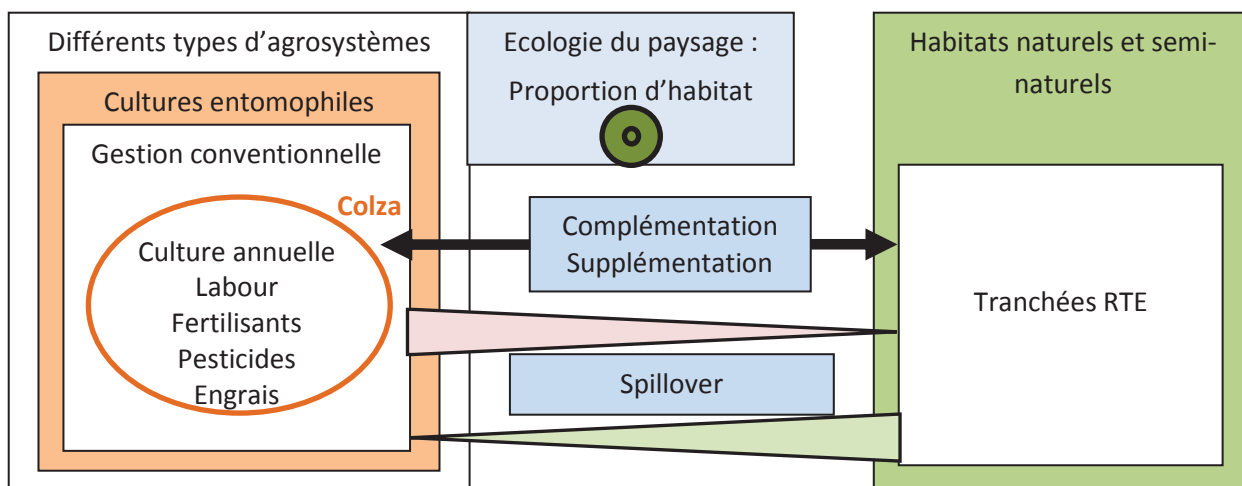 Différents types d’agrosystèmes
Cultures entomophiles
Gestion conventionnelle
Colza
Culture annuelle
Labour
Fertilisants
Pesticides
Engrais
Ecologie du paysage :
Proportion d’habitat
Complémentation
Supplémentation
Spillover
Habitats naturels et semi-
naturels
Tranchées RTE